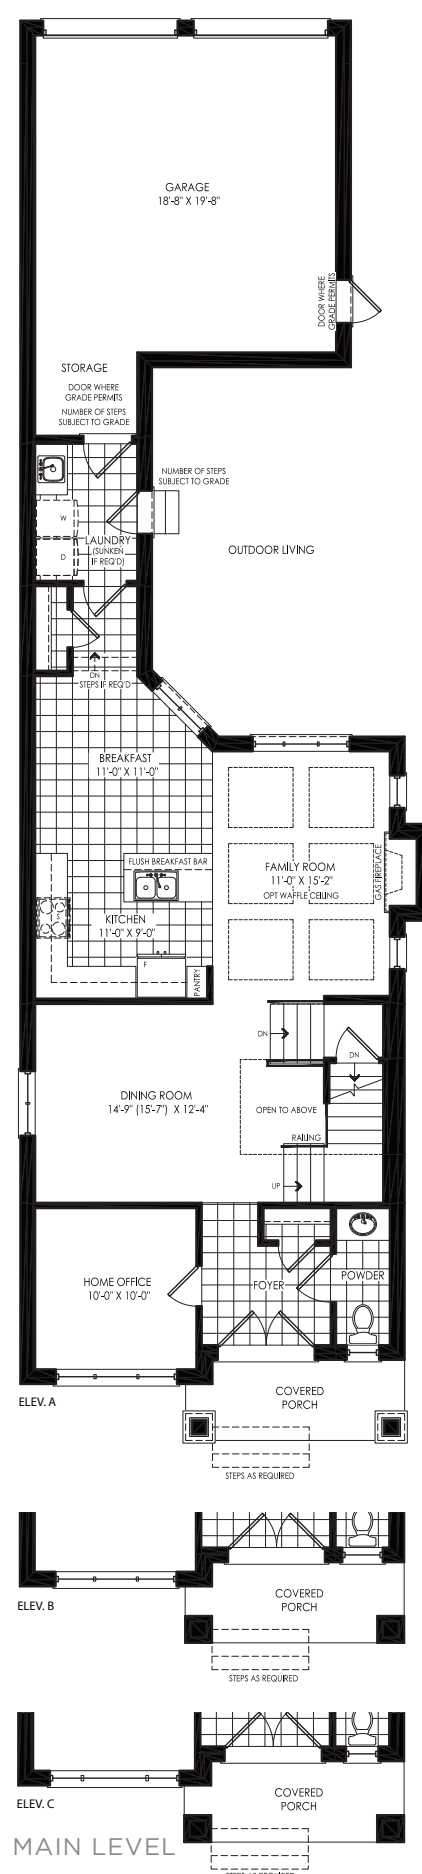 GARAGE
18'-8" X 19'-8"
DOOR WHERE
GRADE PERMITS
STORAGE
DOOR WHERE
GRADE PERMITS
NUMBER OF STEPS
SUBJECT TO GRADE
NUMBER OF STEPS
SUBJECT TO GRADE
W
LAUNDRY
(SUNKEN
IF REQ'D)
D
OUTDOOR LIVING
DN
STEPS IF REQ'D
BREAKFAST
11'-0" X 11'-0"
FLUSH BREAKFAST BAR
FAMILY ROOM
11'-0" X 15'-2"
OPT WAFFLE CEILING
GAS FIREPLACE
KITCHEN
11'-0" X 9'-0"
F
PANTRY
DN
DN
DINING ROOM
14'-9" (15'-7") X 12'-4"
OPEN TO ABOVE
RAILING
UP
HOME OFFICE
10'-0" X 10'-0"
FOYER
POWDER
COVERED
PORCH
ELEV. A
STEPS AS REQUIRED
COVERED
PORCH
ELEV. B
STEPS AS REQUIRED
COVERED
PORCH
ELEV. C
MAIN LEVEL
STEPS AS REQUIRED